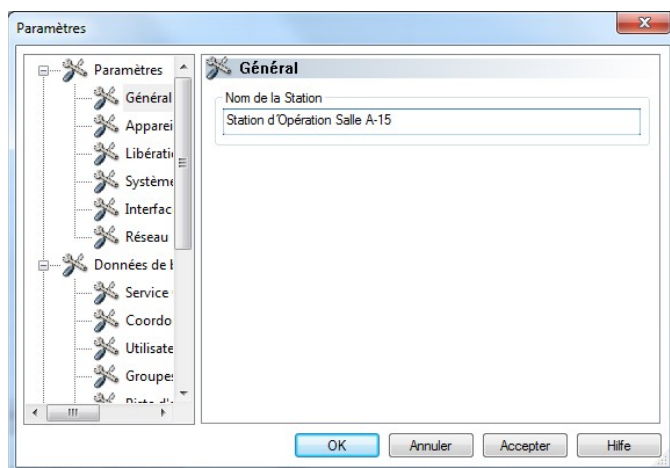 Paramètres
Paramètres
Général
Apparei
Libérati
Système
Interfac
Réseau
Données de b
Service
Coordo
Utilisate
Groupes
Général
Nom de la Station
Station d´Opération Salle A-15
OK
Annuler
Accepter
Hilfe